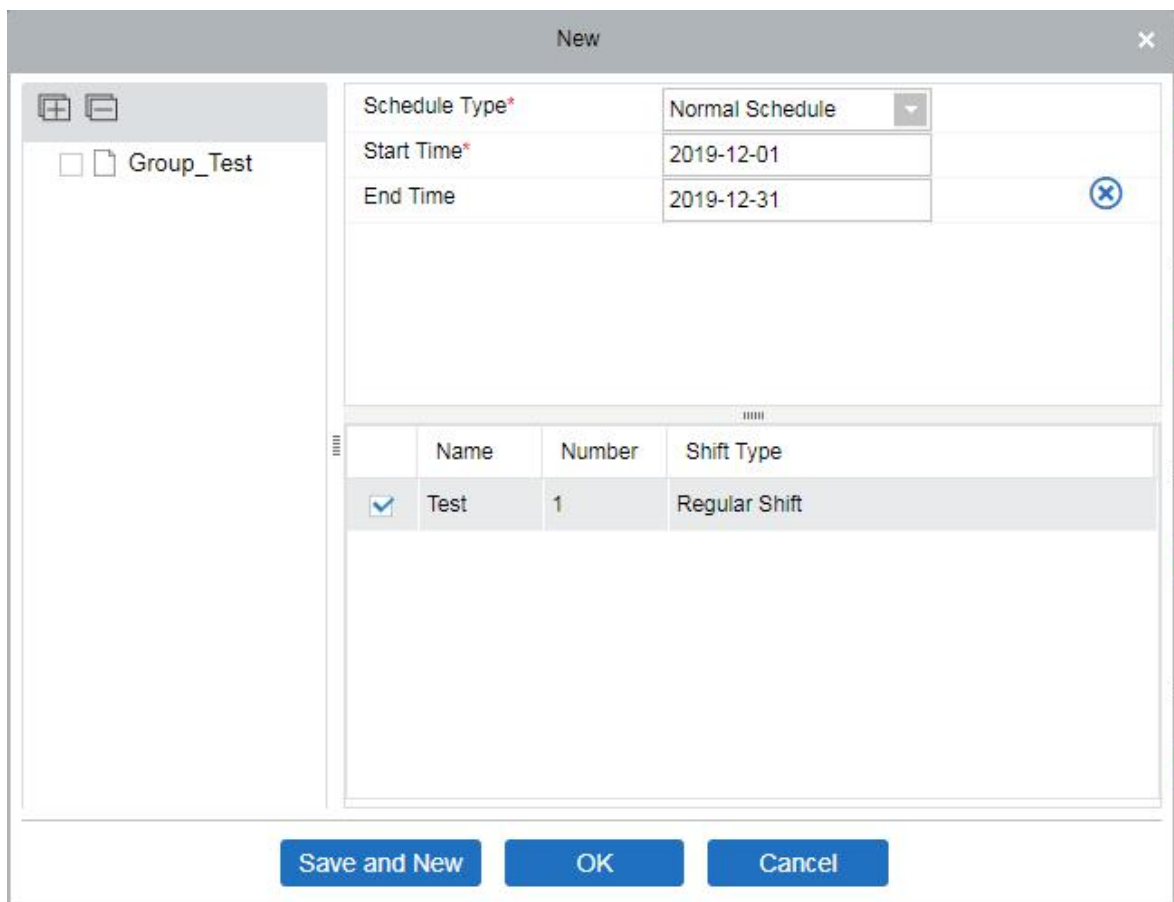 New
Group_Test
Schedule Type* Normal Schedule
Start Time* 2019-12-01
End Time 2019-12-31
Name Number Shift Type
Test 1 Regular Shift
Save and New OK Cancel